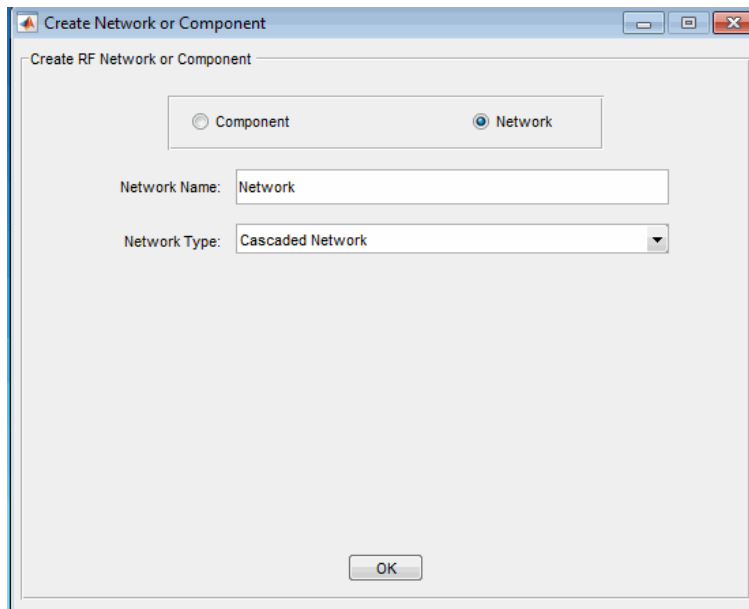 Create Network or Component
Create RF Network or Component
Component Network
Network Name: Network
Network Type: Cascaded Network
OK